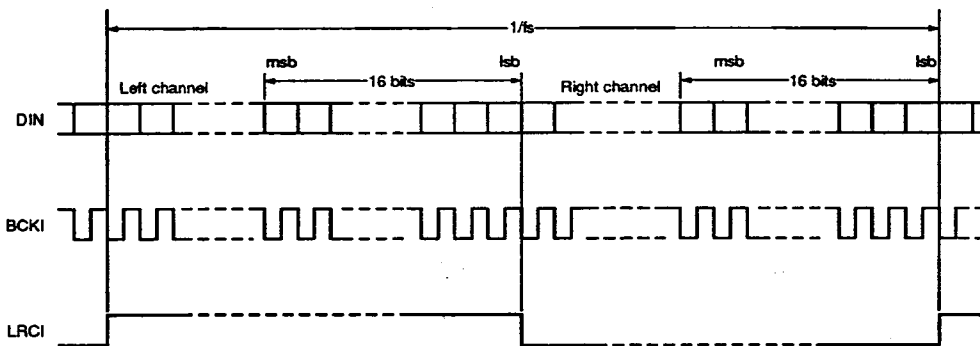 1/fs
msb lsb msb lsb
Left channel 16 bits Right channel 16 bits
DIN
BCKI
LRCI